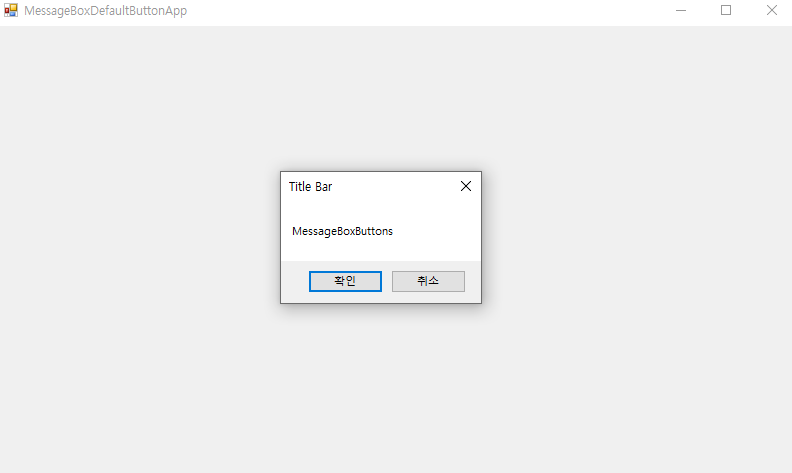 MessageBoxDefaultButtonApp
Title Bar
MessageBoxButtons
확인 취소